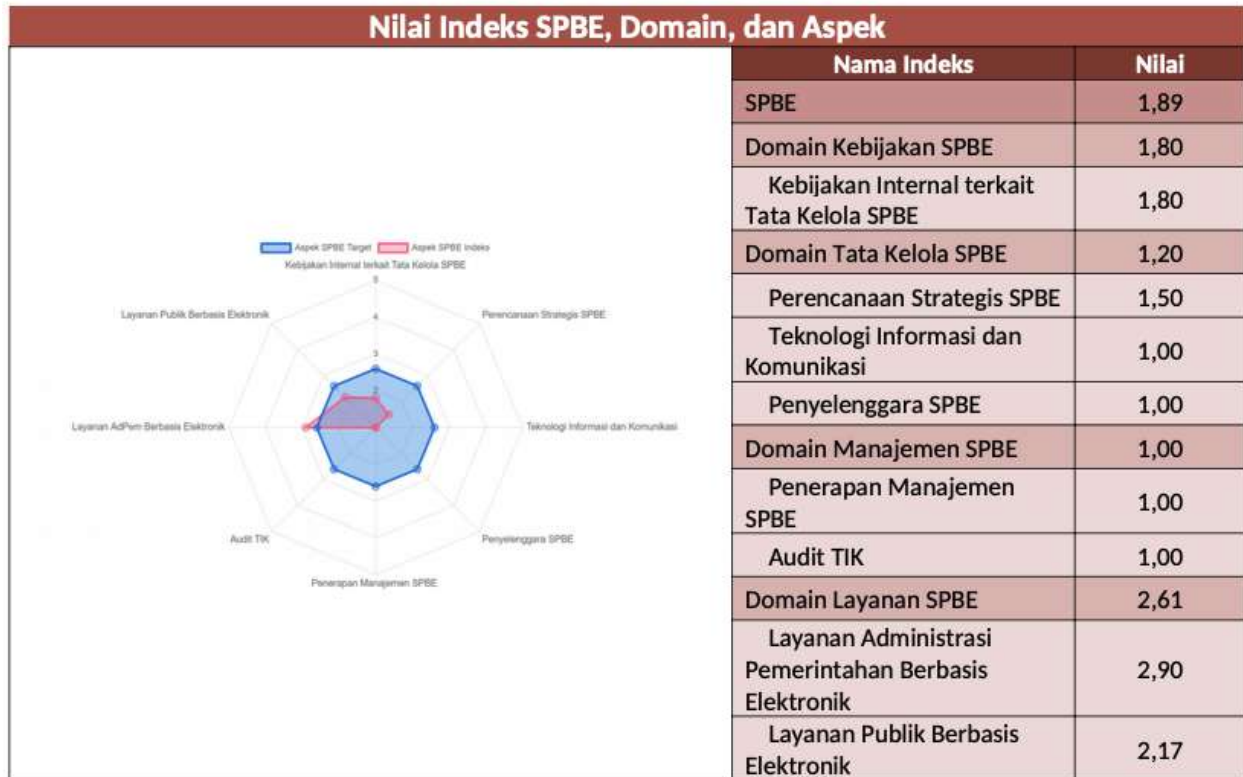 Nilai Indeks SPBE, Domain, dan Aspek
Aspek SPBE Target Aspek SPBE Indeks
Kebijakan Internal terkait Tata Kelola SPBE
5
4
3
2
Layanan Publik Berbasis Elektronik
Perencanaan Strategis SPBE
Layanan AdPem Berbasis Elektronik
Teknologi Informasi dan Komunikasi
Audit TIK
Penyelenggara SPBE
Penerapan Manajemen SPBE
Nama Indeks Nilai
SPBE 1,89
Domain Kebijakan SPBE 1,80
Kebijakan Internal terkait
Tata Kelola SPBE 1,80
Domain Tata Kelola SPBE 1,20
Perencanaan Strategis SPBE 1,50
Teknologi Informasi dan
Komunikasi 1,00
Penyelenggara SPBE 1,00
Domain Manajemen SPBE 1,00
Penerapan Manajemen
SPBE 1,00
Audit TIK 1,00
Domain Layanan SPBE 2,61
Layanan Administrasi
Pemerintahan Berbasis 2,90
Elektronik
Layanan Publik Berbasis
Elektronik 2,17